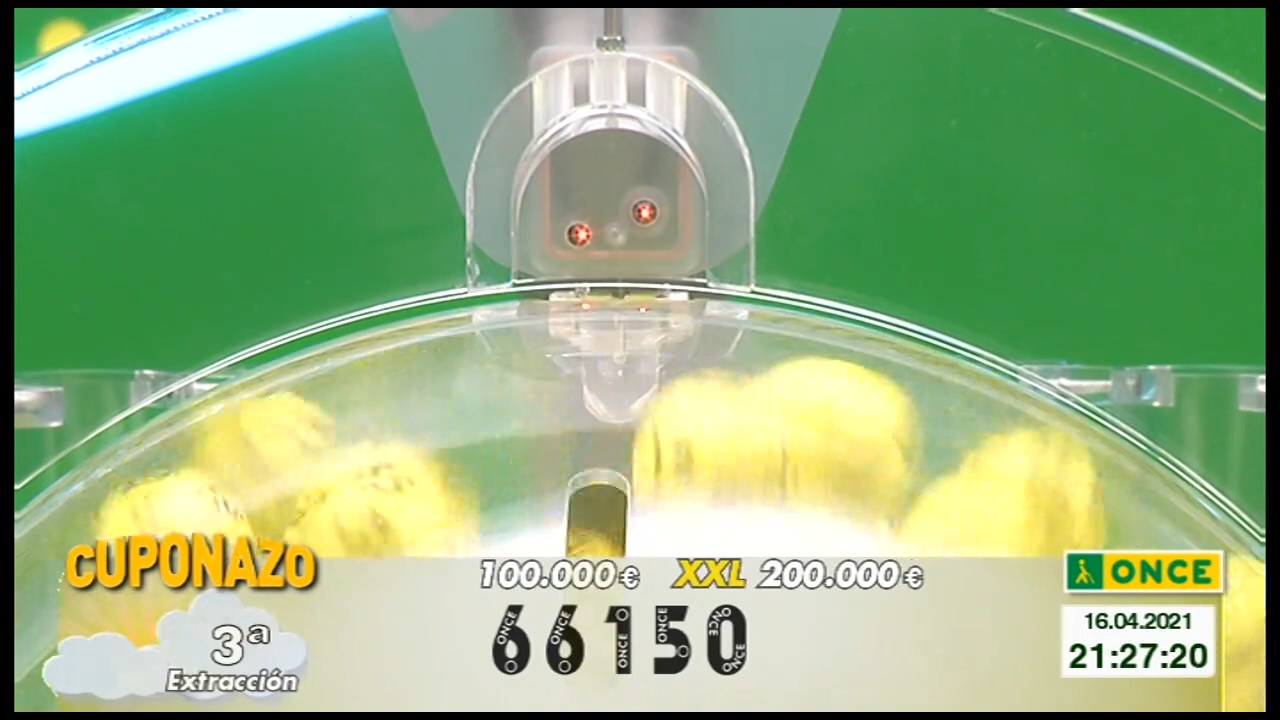 CUPONAZO
3ª
Extracción
100.000€ XXL 200.000€
66150
ONCE
16.04.2021
21:27:20